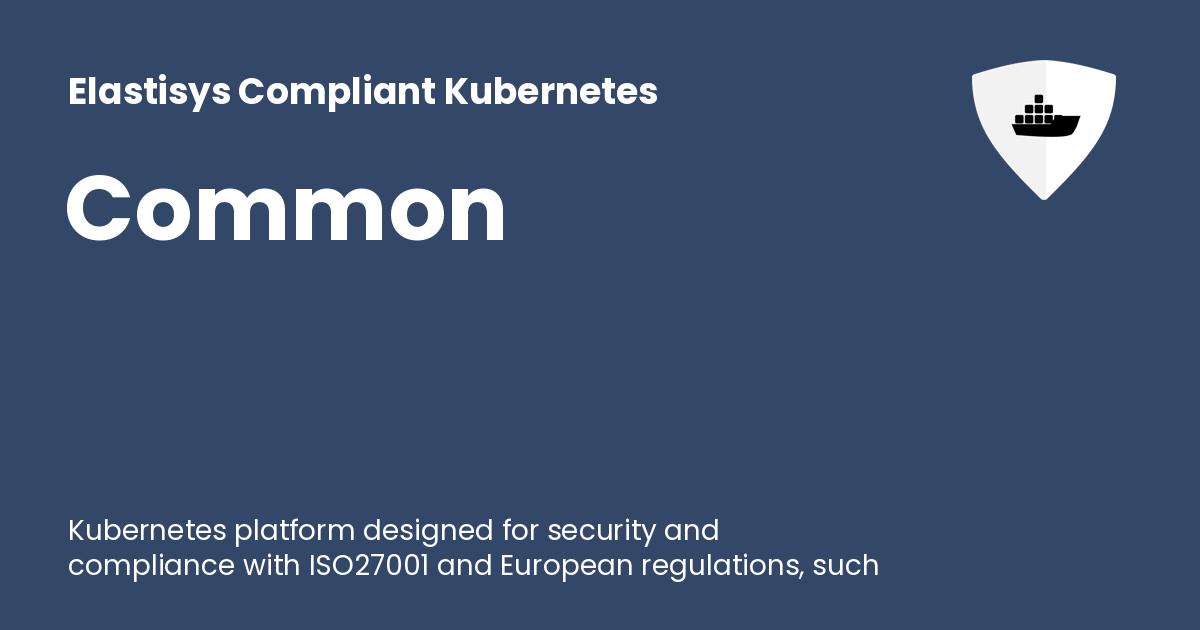 Elastisys Compliant Kubernetes
Common
Kubernetes platform designed for security and
compliance with ISO27001 and European regulations, such